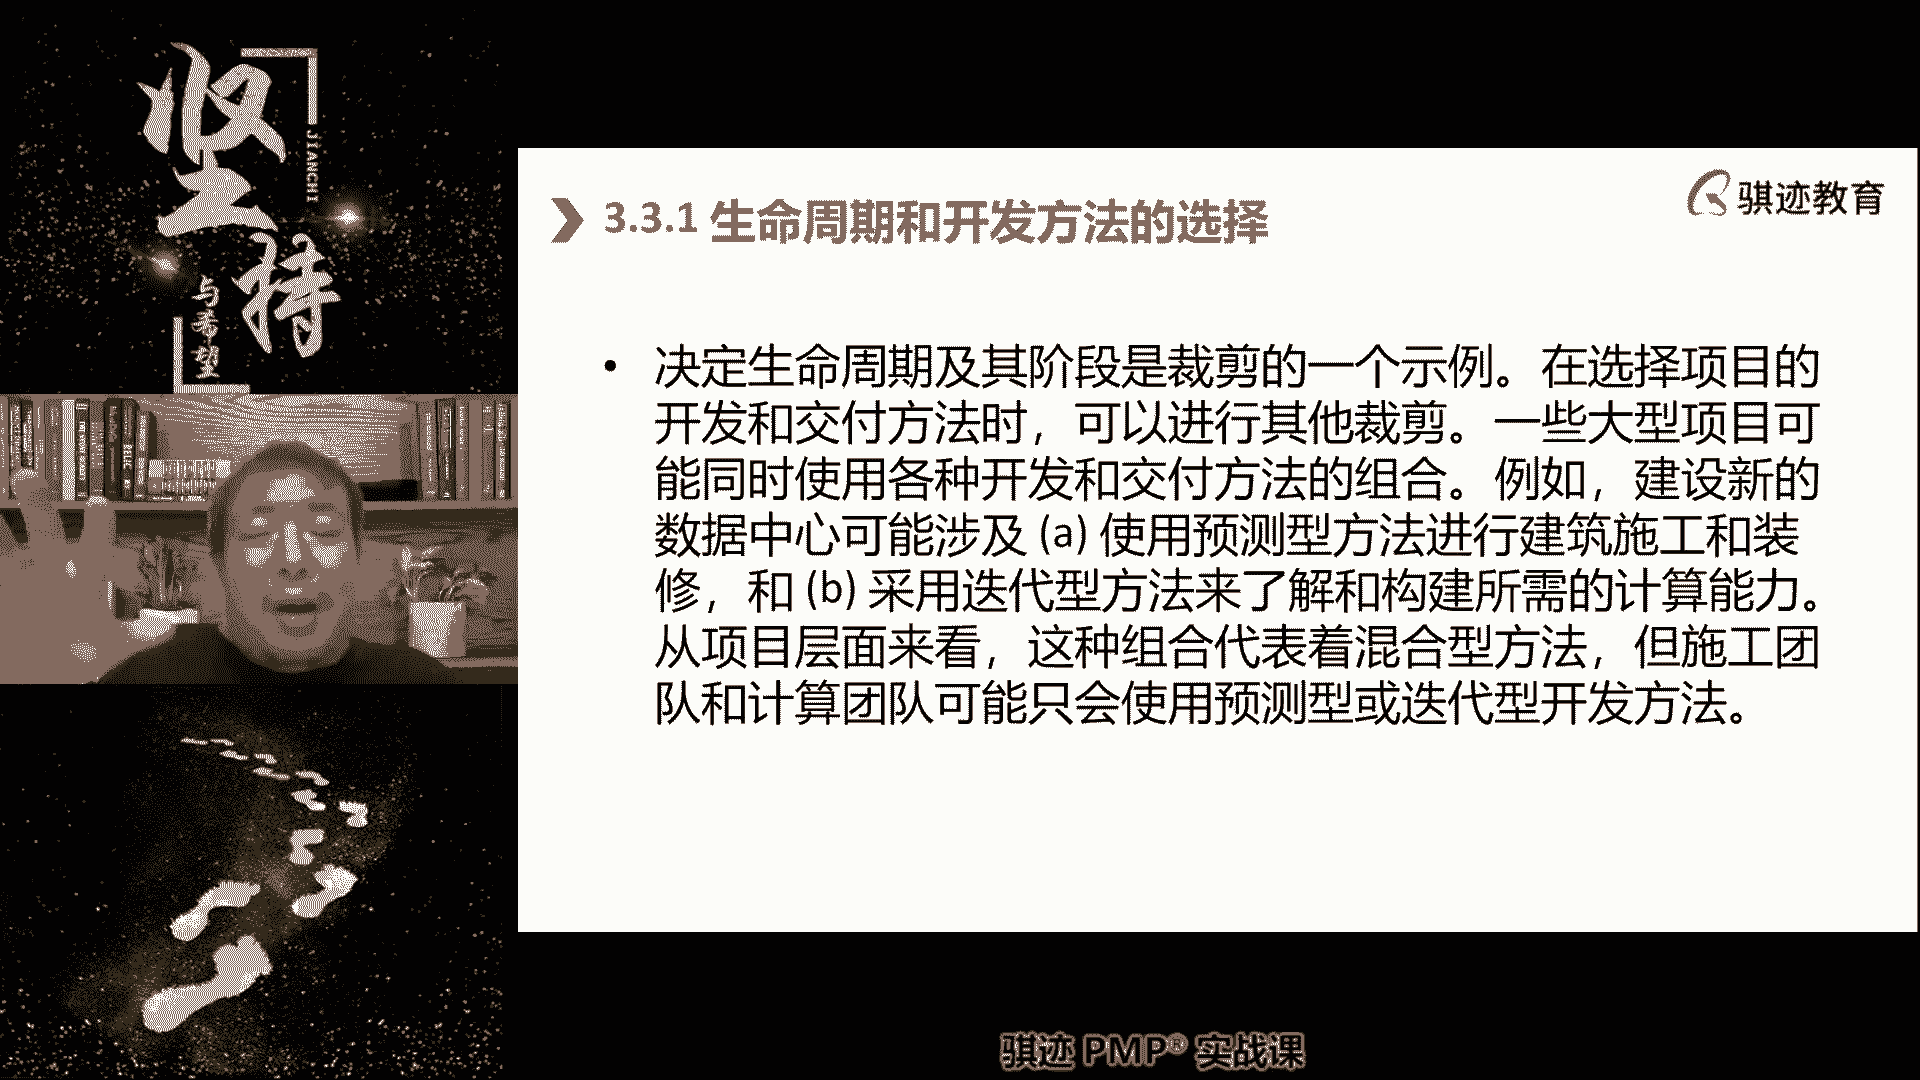 坚持
JIANCHI
与希望
骐迹教育
3.3.1 生命周期和开发方法的选择
• 决定生命周期及其阶段是裁剪的一个示例。在选择项目的
开发和交付方法时，可以进行其他裁剪。一些大型项目可
能同时使用各种开发和交付方法的组合。例如，建设新的
数据中心可能涉及 (a) 使用预测型方法进行建筑施工和装
修，和 (b) 采用迭代型方法来了解和构建所需的计算能力。
从项目层面来看，这种组合代表着混合型方法，但施工团
队和计算团队可能只会使用预测型或迭代型开发方法。
骐迹 PMP® 实战课